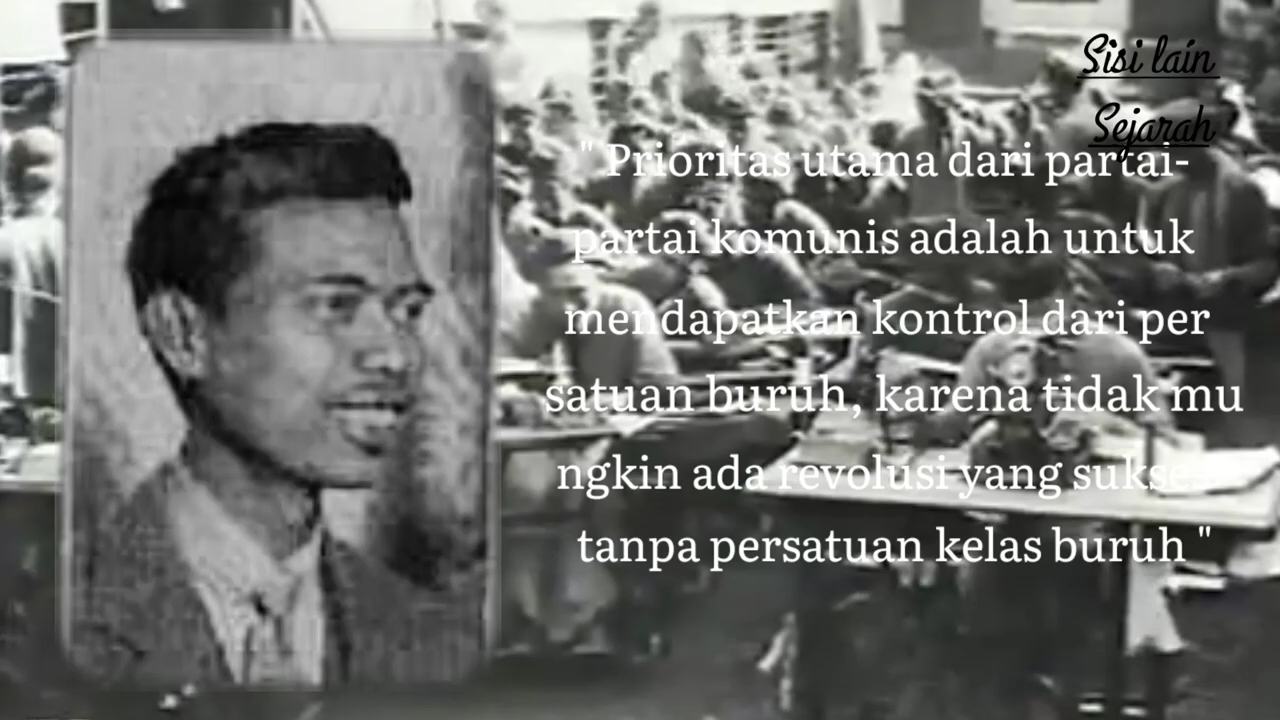 Sisi lain
Sejarah
" Prioritas utama dari partai-
partai komunis adalah untuk
mendapatkan kontrol dari per
satuan buruh, karena tidak mu
ngkin ada revolusi yang sukses
tanpa persatuan kelas buruh "